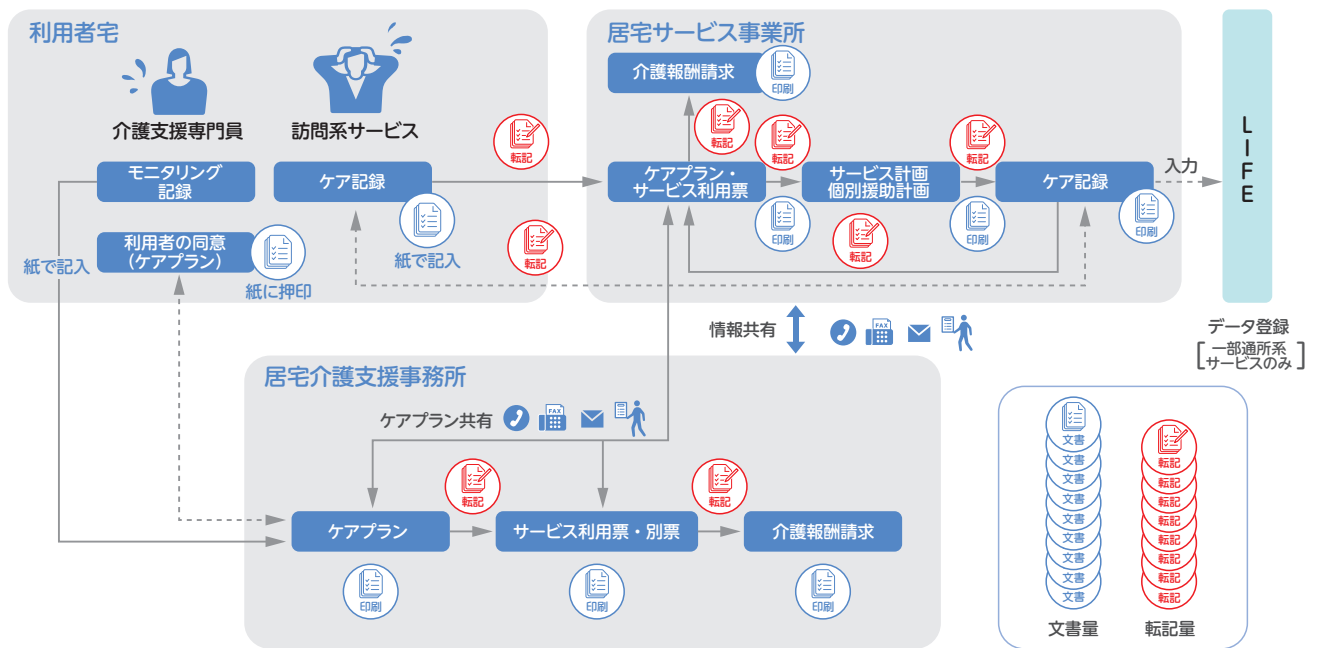 利用者宅
介護支援専門員
訪問系サービス
転記
モニタリング
記録
ケア記録
利用者の同意
(ケアプラン)
紙で記入
紙で記入
紙に押印
転記
居宅サービス事業所
介護報酬請求
印刷
転記
転記
転記
ケアプラン・
サービス利用票
サービス計画
個別援助計画
ケア記録
印刷
印刷
印刷
転記
入力
LIFE
データ登録
一部通所系
サービスのみ
情報共有
FAX
居宅介護支援事務所
ケアプラン共有
FAX
転記
転記
ケアプラン
サービス利用票・別票
介護報酬請求
印刷
印刷
印刷
文書
文書
文書
文書
文書
文書
文書
文書
文書
文書量
転記
転記
転記
転記
転記
転記
転記
転記
転記量